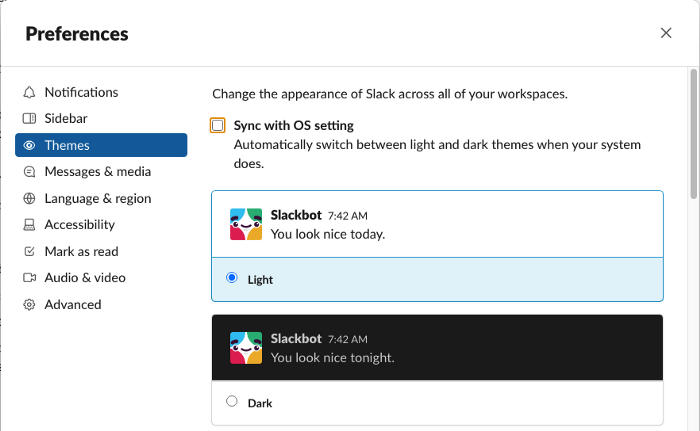 Preferences
Notifications
Sidebar
Themes
Messages & media
Language & region
Accessibility
Mark as read
Audio & video
Advanced
Change the appearance of Slack across all of your workspaces.
Sync with OS setting
Automatically switch between light and dark themes when your system
does.
Slackbot 7:42 AM
You look nice today.
Light
Slackbot 7:42 AM
You look nice tonight.
Dark